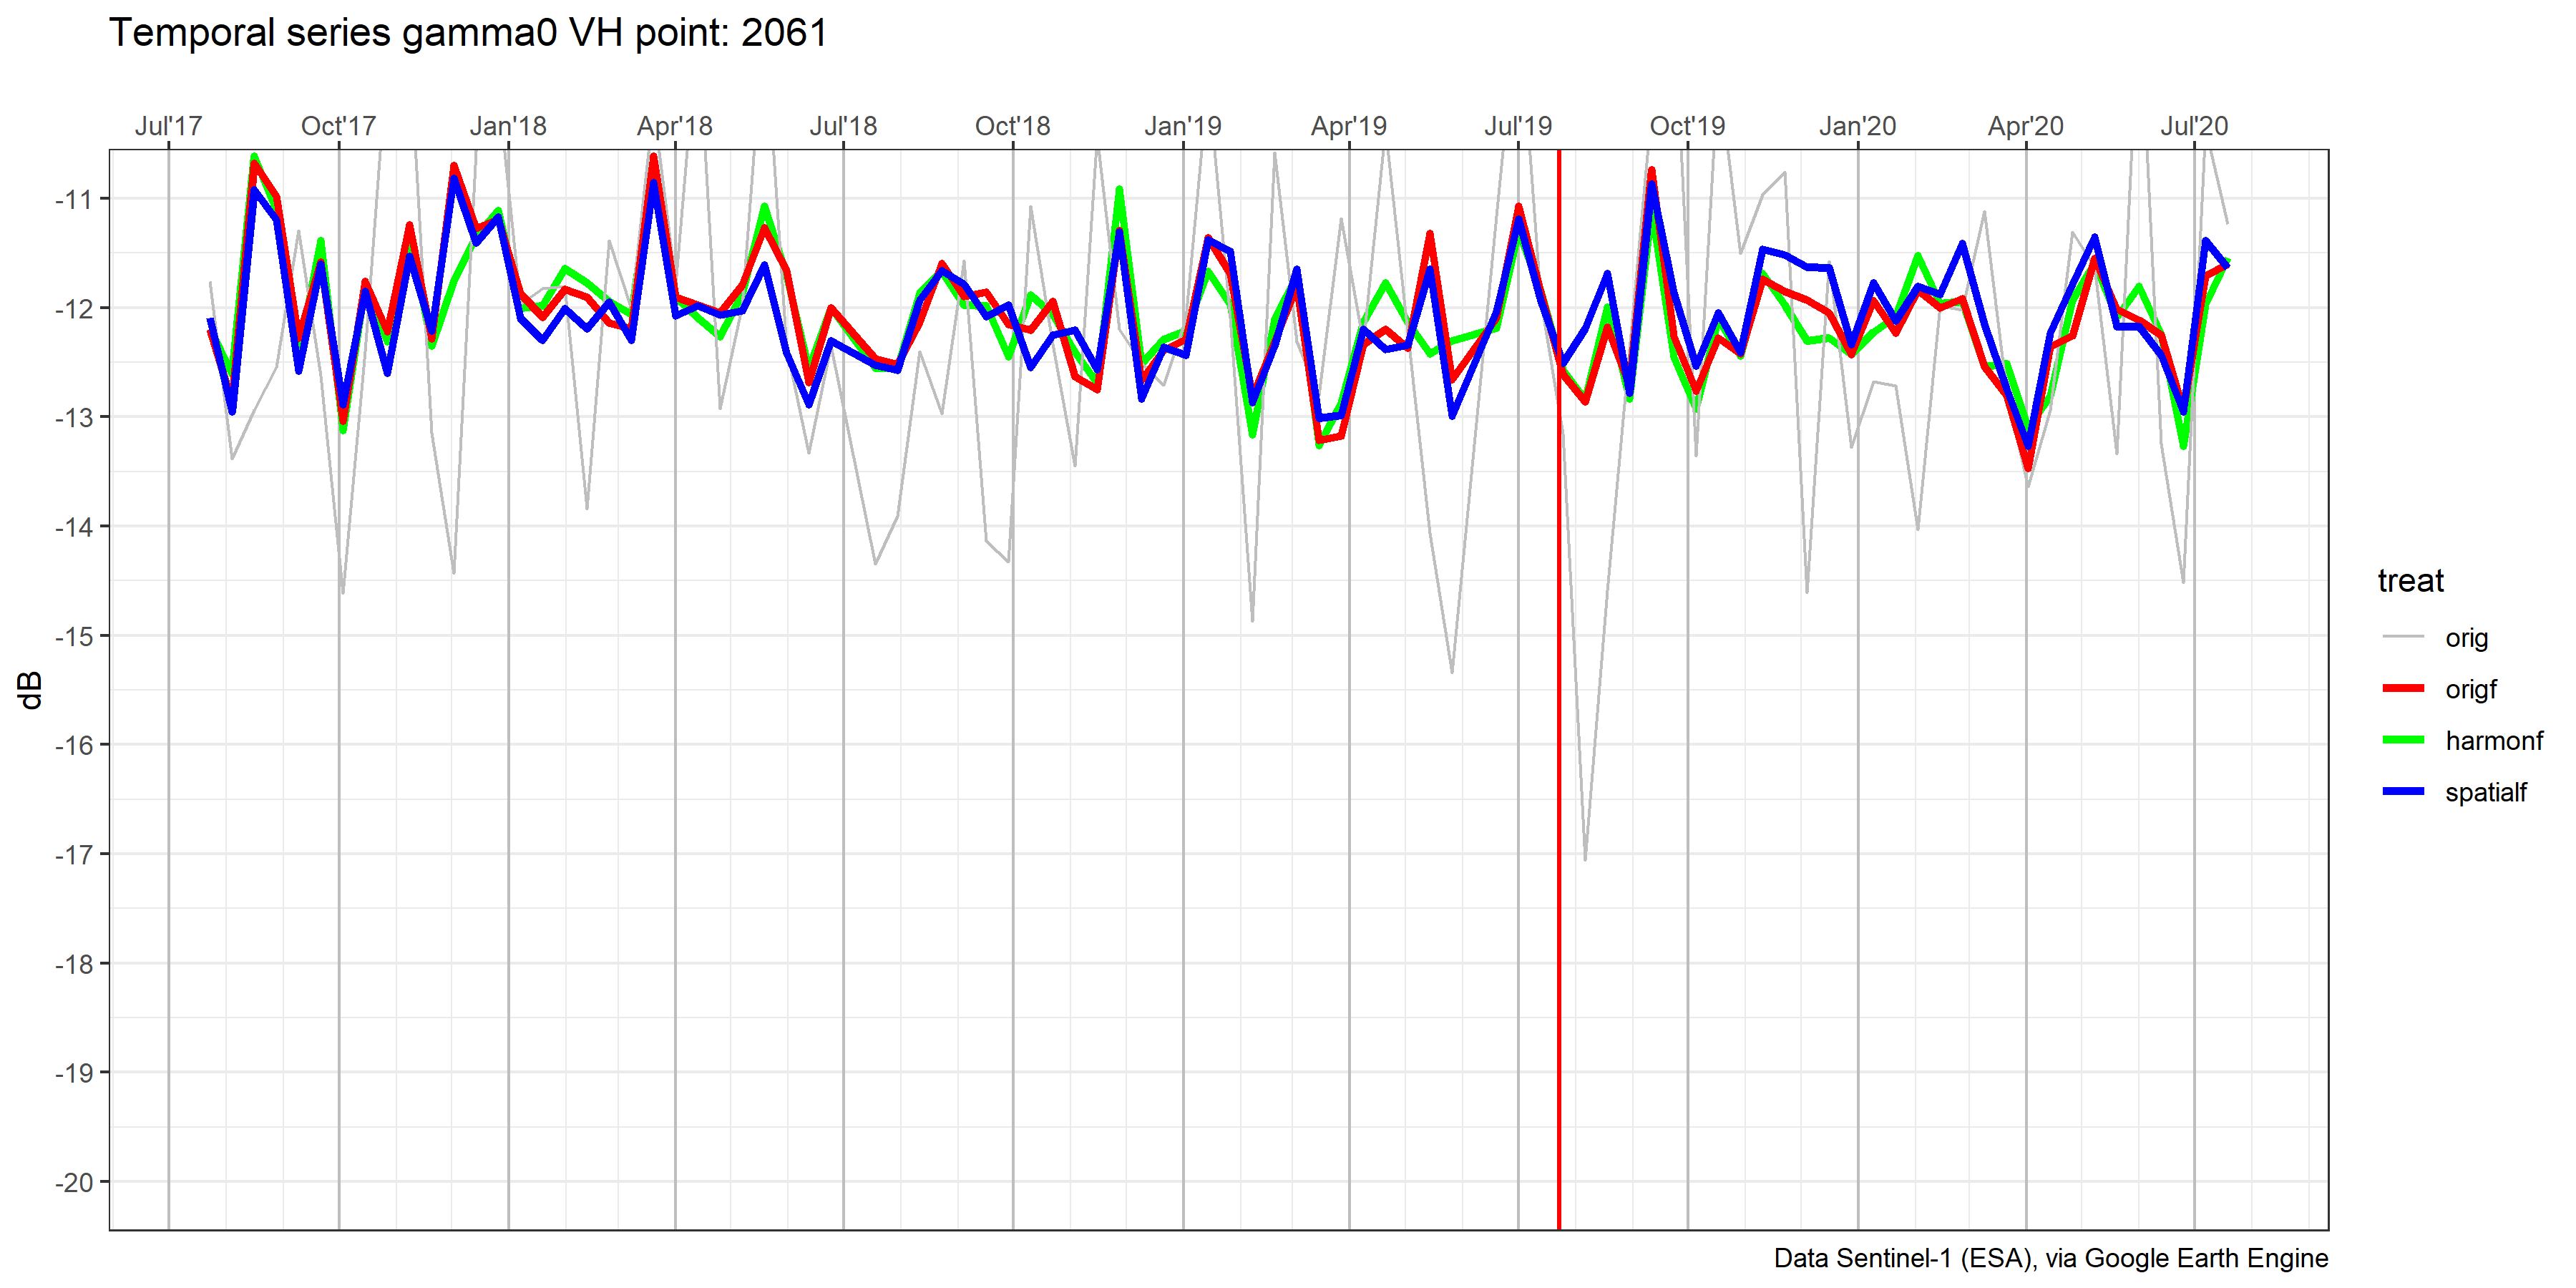 Temporal series gamma0 VH point: 2061
Jul'17 Oct'17 Jan'18 Apr'18 Jul'18 Oct'18 Jan'19 Apr'19 Jul'19 Oct'19 Jan'20 Apr'20 Jul'20
-11
-12
-13
-14
-15
-16
-17
-18
-19
-20
dB
treat
orig
origf
harmonf
spatialf
Data Sentinel-1 (ESA), via Google Earth Engine